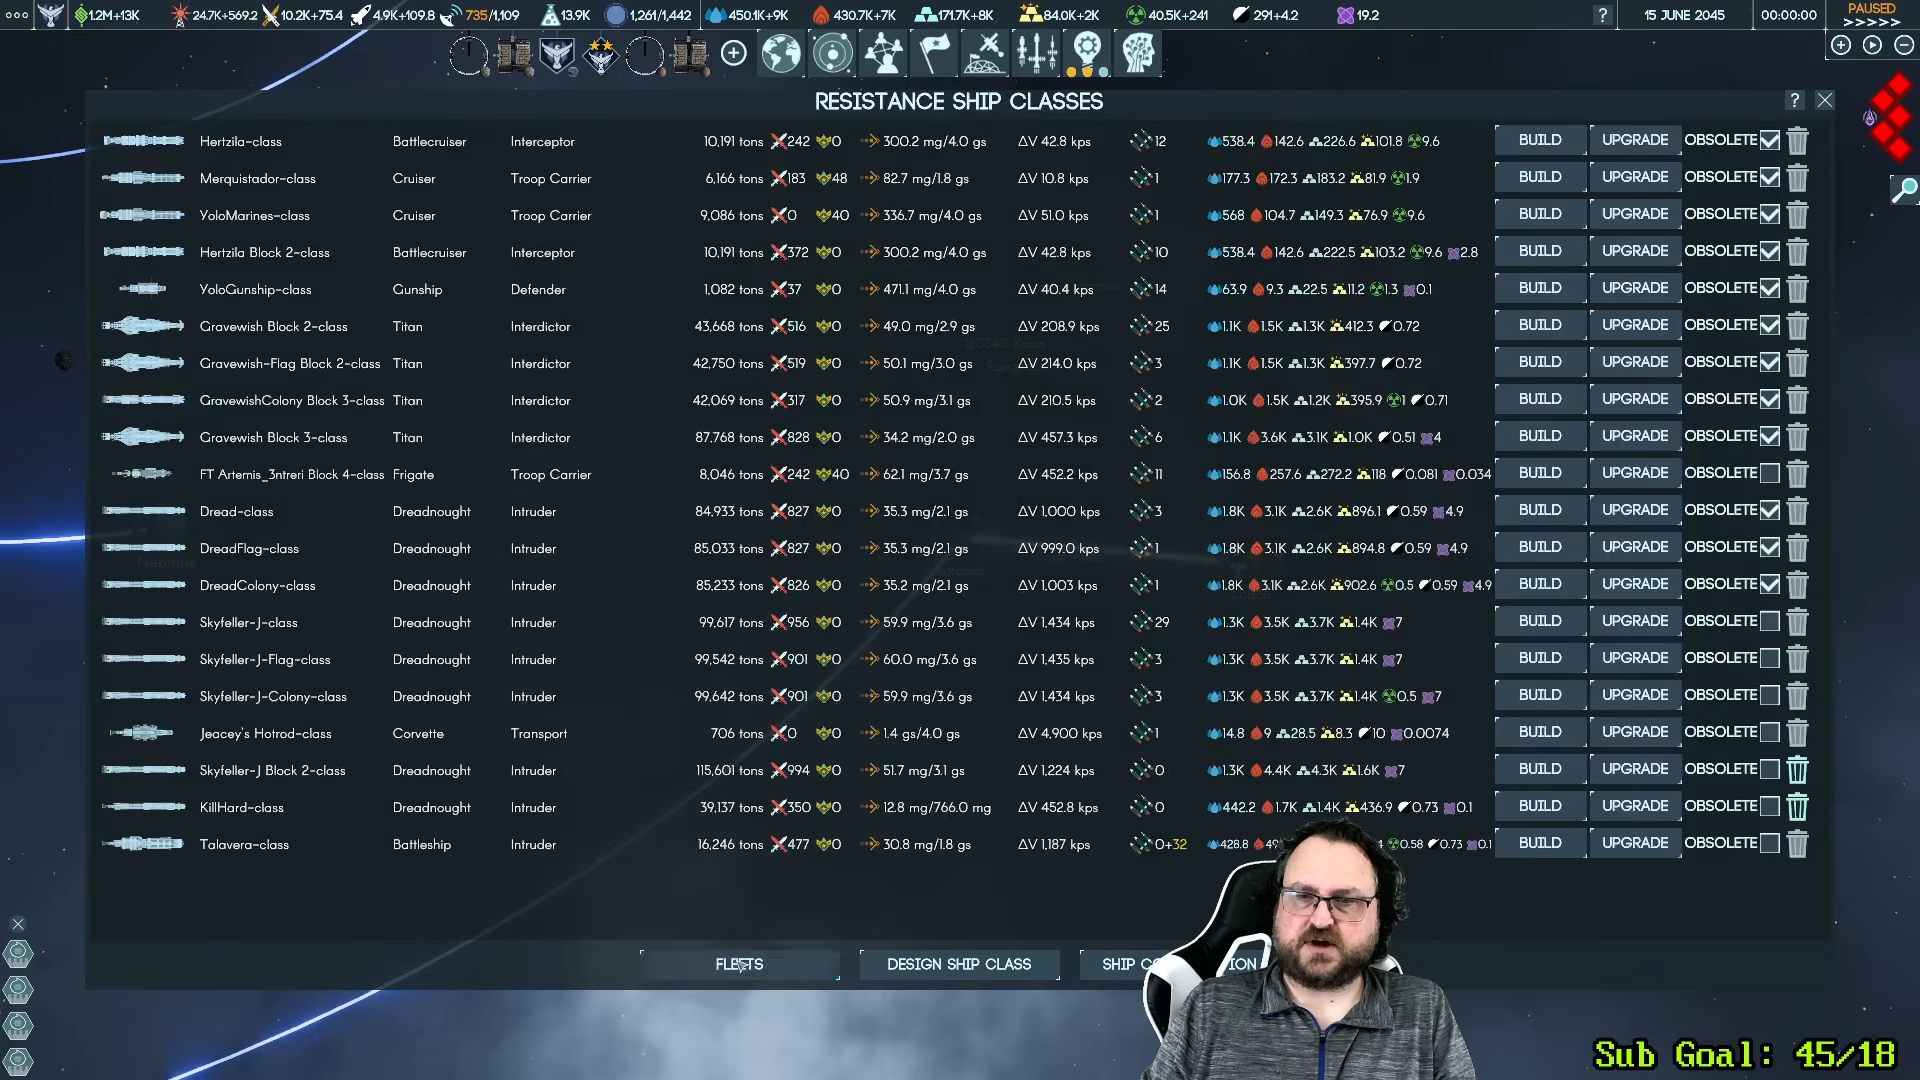 1.2M+13K 24.7K+569.2 10.2K+75.4 4.9K+109.8 735/1,109 13.9K 1,261/1,442 450.1K+9K 430.7K+7K 171.7K+8K 84.0K+2K 40.5K+241 291+4.2 19.2 ? 15 JUNE 2045 00:00:00 PAUSED
>>>>>
RESISTANCE SHIP CLASSES ?
Hertzila-class Battlecruiser Interceptor 10,191 tons 242 0 300.2 mg/4.0 gs ΔV 42.8 kps 12 538.4 142.6 226.6 101.8 9.6 BUILD UPGRADE OBSOLETE
Merquistador-class Cruiser Troop Carrier 6,166 tons 183 48 82.7 mg/1.8 gs ΔV 10.8 kps 1 177.3 172.3 183.2 81.9 1.9 BUILD UPGRADE OBSOLETE
YoloMarines-class Cruiser Troop Carrier 9,086 tons 0 40 336.7 mg/4.0 gs ΔV 51.0 kps 1 568 104.7 149.3 76.9 9.6 BUILD UPGRADE OBSOLETE
Hertzila Block 2-class Battlecruiser Interceptor 10,191 tons 372 0 300.2 mg/4.0 gs ΔV 42.8 kps 10 538.4 142.6 222.5 103.2 9.6 2.8 BUILD UPGRADE OBSOLETE
YoloGunship-class Gunship Defender 1,082 tons 37 0 471.1 mg/4.0 gs ΔV 40.4 kps 14 63.9 9.3 22.5 11.2 1.3 0.1 BUILD UPGRADE OBSOLETE
Gravewish Block 2-class Titan Interdictor 43,668 tons 516 0 49.0 mg/2.9 gs ΔV 208.9 kps 25 1.1K 1.5K 1.3K 412.3 0.72 BUILD UPGRADE OBSOLETE
Gravewish-Flag Block 2-class Titan Interdictor 42,750 tons 519 0 50.1 mg/3.0 gs ΔV 214.0 kps 3 1.1K 1.5K 1.3K 397.7 0.72 BUILD UPGRADE OBSOLETE
GravewishColony Block 3-class Titan Interdictor 42,069 tons 317 0 50.9 mg/3.1 gs ΔV 210.5 kps 2 1.0K 1.5K 1.2K 395.9 1 0.71 BUILD UPGRADE OBSOLETE
Gravewish Block 3-class Titan Interdictor 87,768 tons 828 0 34.2 mg/2.0 gs ΔV 457.3 kps 6 1.1K 3.6K 3.1K 1.0K 0.51 4 BUILD UPGRADE OBSOLETE
FT Artemis_3ntreri Block 4-class Frigate Troop Carrier 8,046 tons 242 40 62.1 mg/3.7 gs ΔV 452.2 kps 11 156.8 257.6 272.2 118 0.081 0.034 BUILD UPGRADE OBSOLETE
Dread-class Dreadnought Intruder 84,933 tons 827 0 35.3 mg/2.1 gs ΔV 1,000 kps 3 1.8K 3.1K 2.6K 896.1 0.59 4.9 BUILD UPGRADE OBSOLETE
DreadFlag-class Dreadnought Intruder 85,033 tons 827 0 35.3 mg/2.1 gs ΔV 999.0 kps 1 1.8K 3.1K 2.6K 894.8 0.59 4.9 BUILD UPGRADE OBSOLETE
DreadColony-class Dreadnought Intruder 85,233 tons 826 0 35.2 mg/2.1 gs ΔV 1,003 kps 1 1.8K 3.1K 2.6K 902.6 0.5 0.59 4.9 BUILD UPGRADE OBSOLETE
Skyfeller-J-class Dreadnought Intruder 99,617 tons 956 0 59.9 mg/3.6 gs ΔV 1,434 kps 29 1.3K 3.5K 3.7K 1.4K 7 BUILD UPGRADE OBSOLETE
Skyfeller-J-Flag-class Dreadnought Intruder 99,542 tons 901 0 60.0 mg/3.6 gs ΔV 1,435 kps 3 1.3K 3.5K 3.7K 1.4K 7 BUILD UPGRADE OBSOLETE
Skyfeller-J-Colony-class Dreadnought Intruder 99,642 tons 901 0 59.9 mg/3.6 gs ΔV 1,434 kps 3 1.3K 3.5K 3.7K 1.4K 0.5 7 BUILD UPGRADE OBSOLETE
Jeacey's Hotrod-class Corvette Transport 706 tons 0 0 1.4 gs/4.0 gs ΔV 4,900 kps 1 14.8 9 28.5 8.3 10 0.0074 BUILD UPGRADE OBSOLETE
Skyfeller-J Block 2-class Dreadnought Intruder 115,601 tons 994 0 51.7 mg/3.1 gs ΔV 1,224 kps 0 1.3K 4.4K 4.3K 1.6K 7 BUILD UPGRADE OBSOLETE
KillHard-class Dreadnought Intruder 39,137 tons 350 0 12.8 mg/766.0 mg ΔV 452.8 kps 0 442.2 1.7K 1.4K 436.9 0.73 0.1 BUILD UPGRADE OBSOLETE
Talavera-class Battleship Intruder 16,246 tons 477 0 30.8 mg/1.8 gs ΔV 1,187 kps 0+32 428.8 0.58 0.73 0.1 BUILD UPGRADE OBSOLETE
FLEETS DESIGN SHIP CLASS SHIP
Sub Goal: 45/18